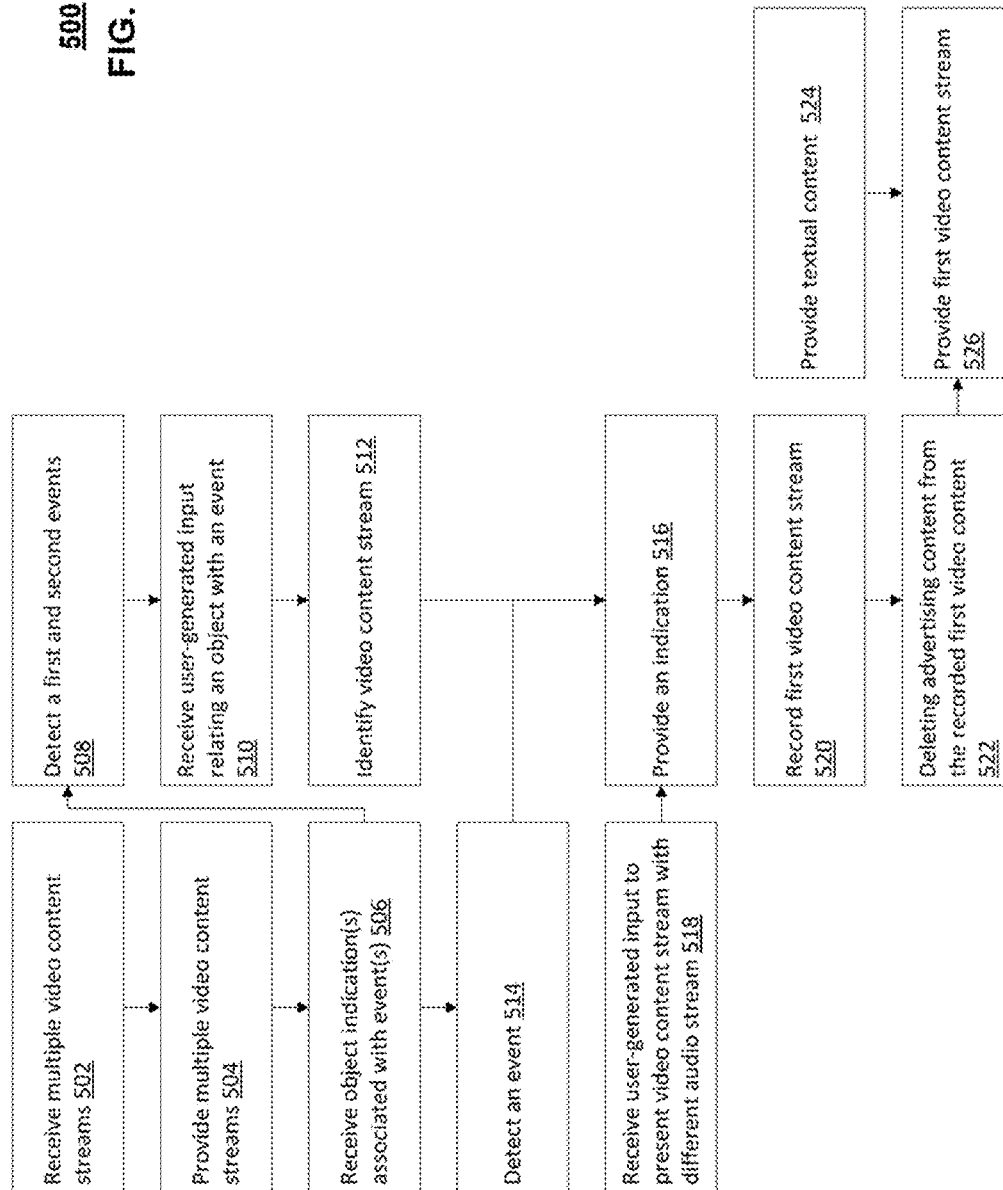 500
FIG.
Receive multiple video content
streams 502
Provide multiple video content
streams 504
Receive object indication(s)
associated with event(s) 506
Detect an event 514
Receive user-generated input to
present video content stream with
different audio stream 518
Detect a first and second events
508
Receive user-generated input
relating an object with an event
510
Identify video content stream 512
Provide an indication 516
Record first video content stream
520
Deleting advertising content from
the recorded first video content
522
Provide textual content 524
Provide first video content stream
526